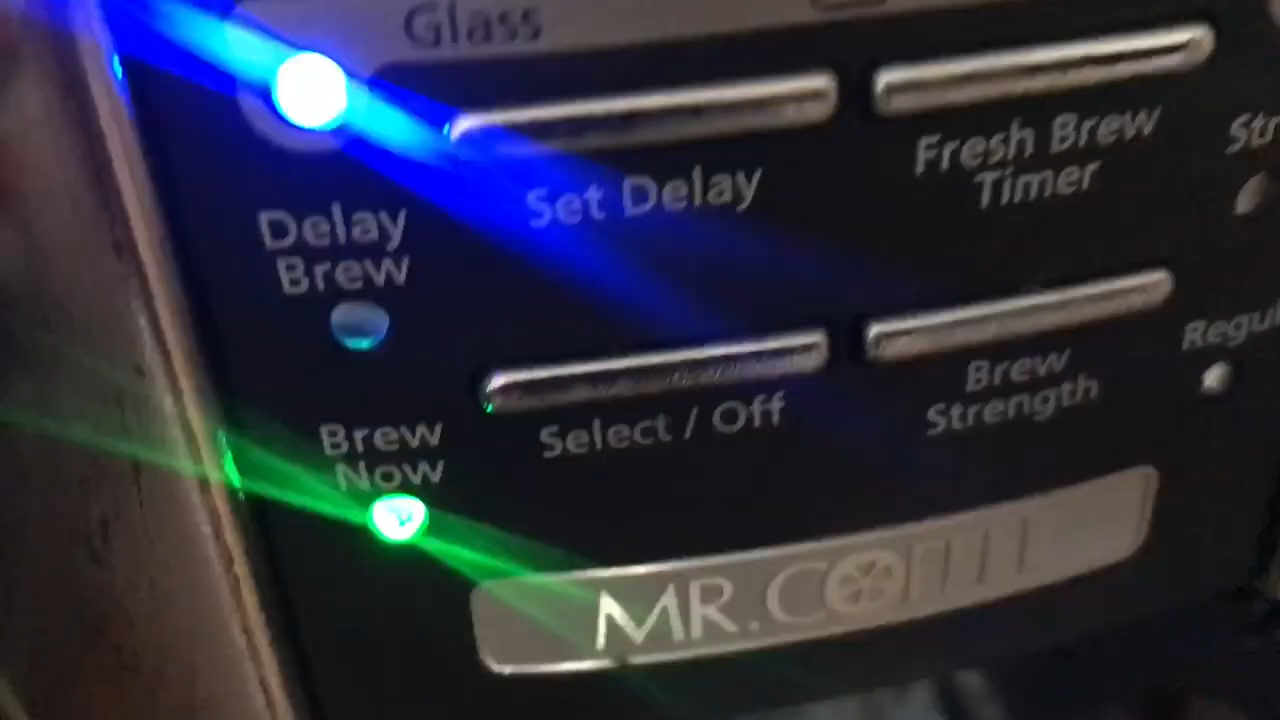 Glass
Set Delay
Fresh Brew
Timer
Delay
Brew
Select / Off
Brew
Strength
Brew
Now
MR. COFFEE